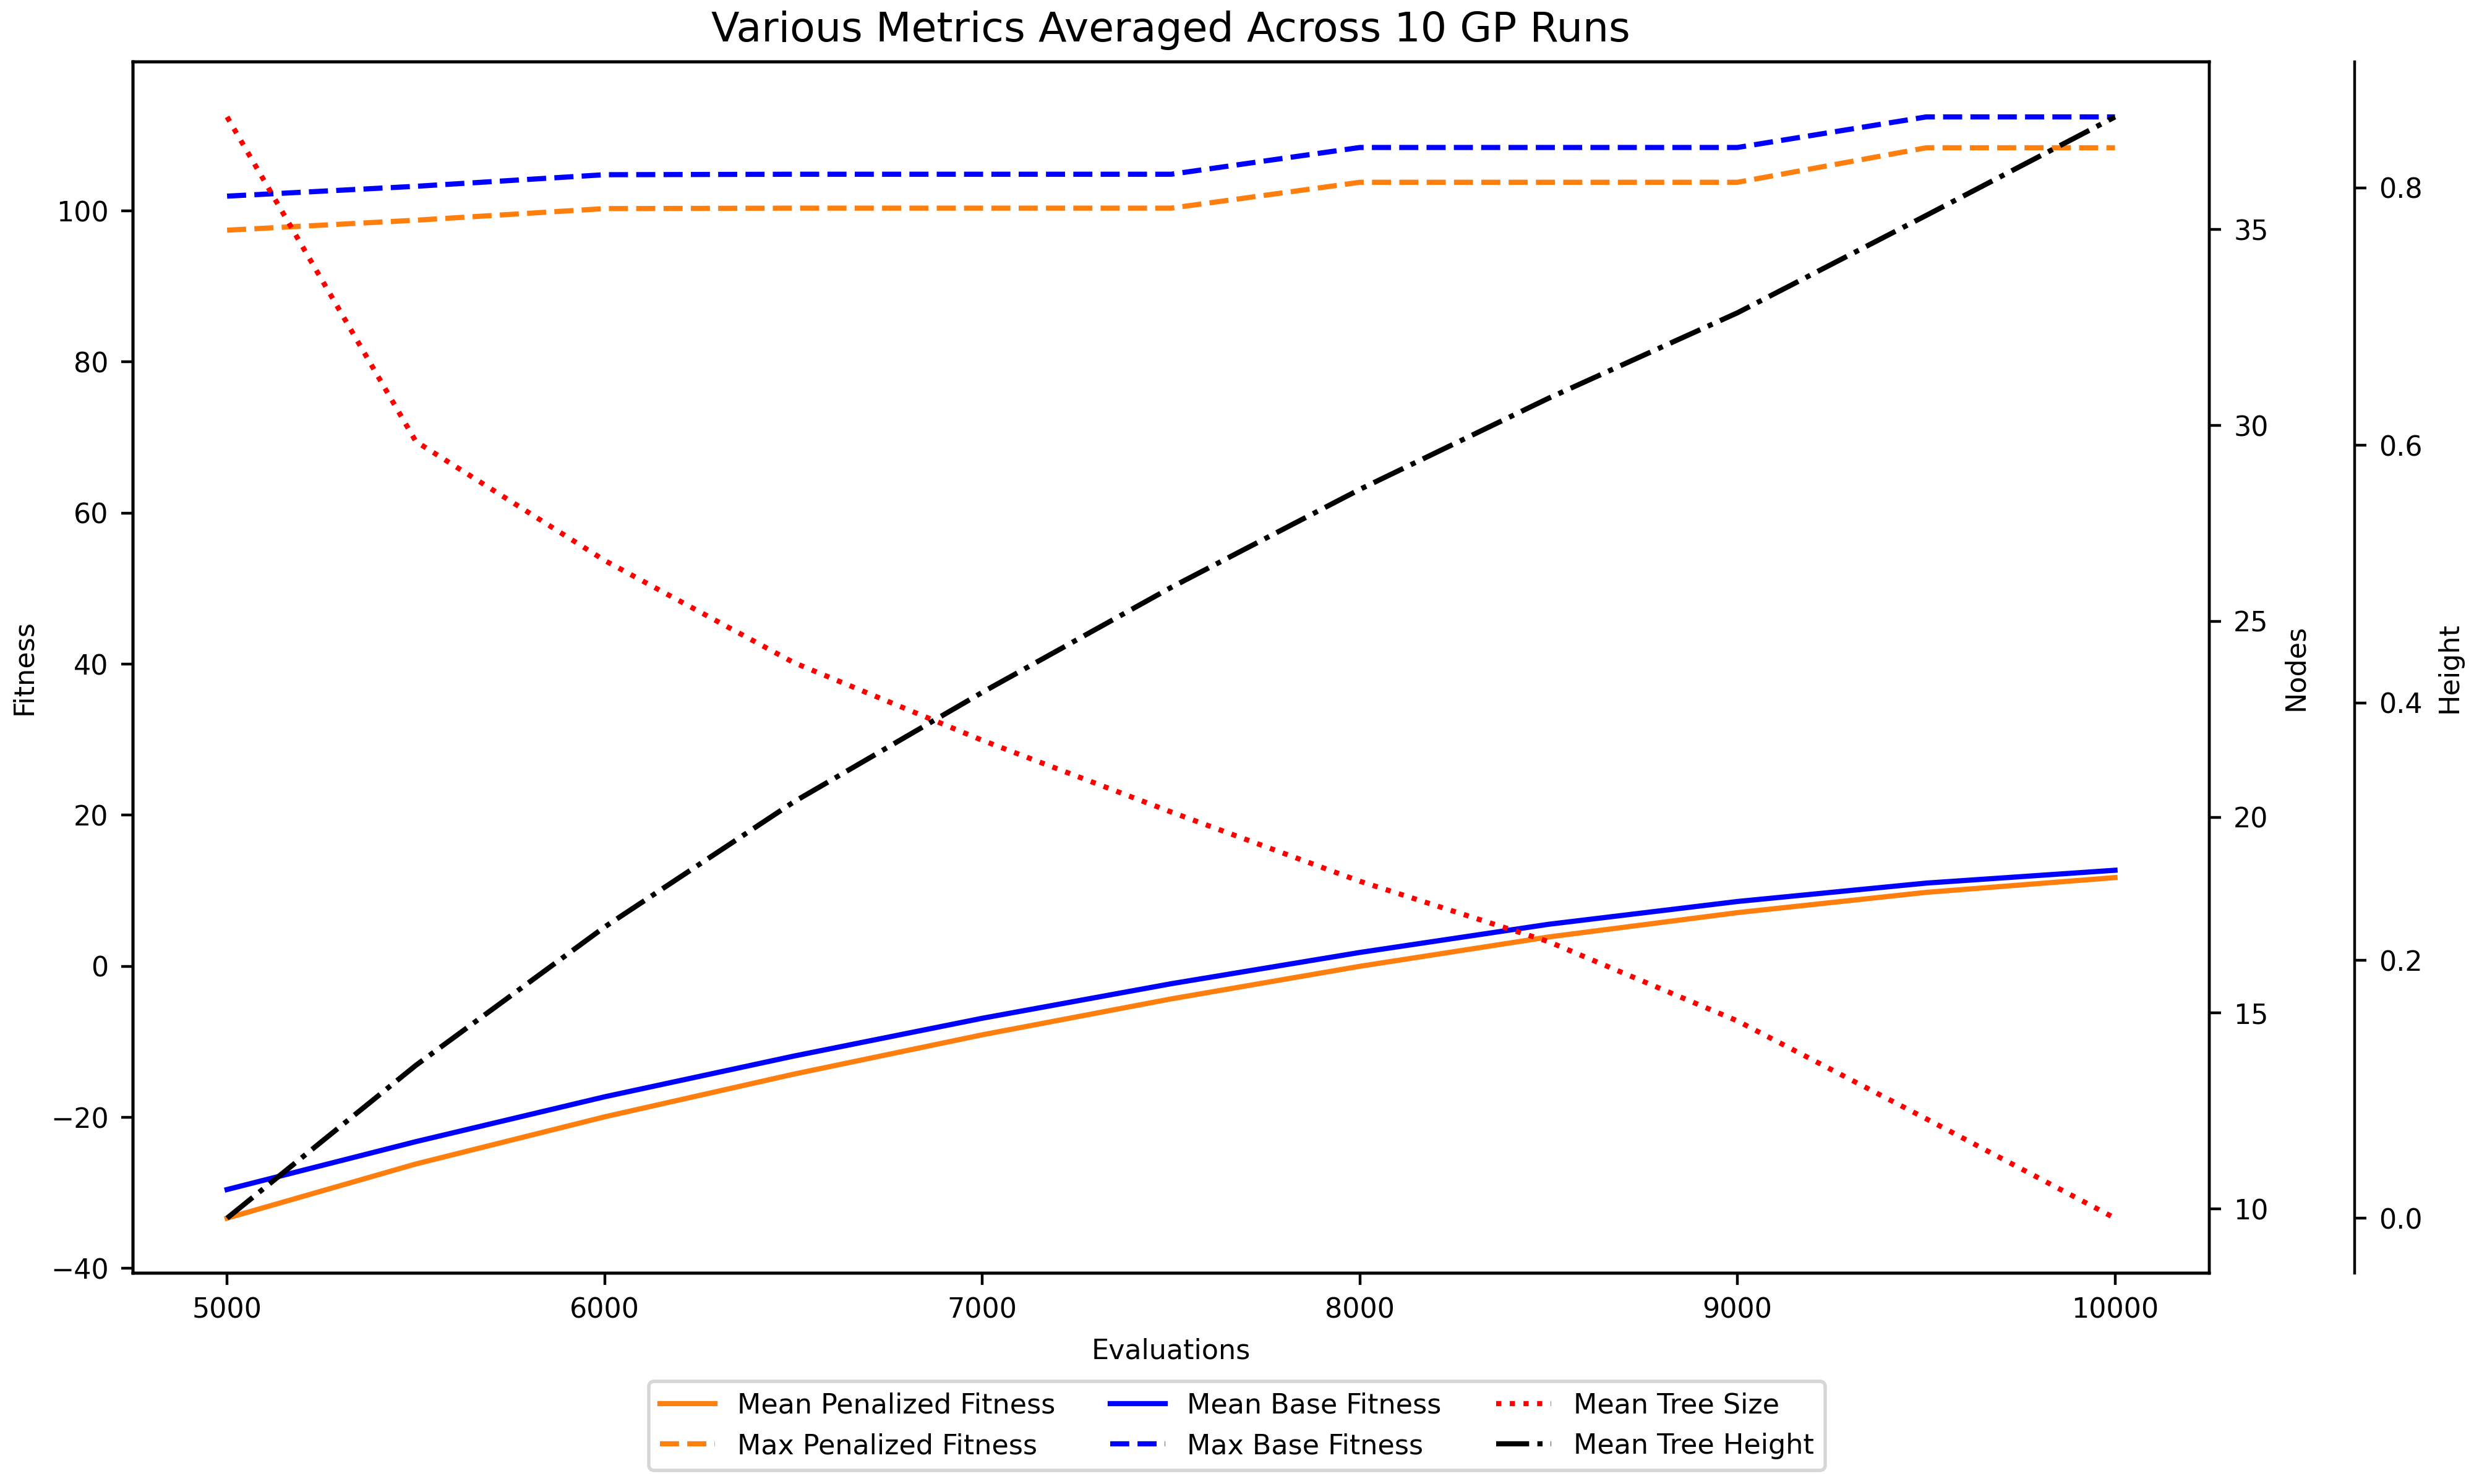 Various Metrics Averaged Across 10 GP Runs
Fitness
100
80
60
40
20
0
−20
−40
35
30
25
20
15
10
Nodes
0.8
0.6
0.4
0.2
0.0
Height
5000 6000 7000 8000 9000 10000
Evaluations
Mean Penalized Fitness Mean Base Fitness Mean Tree Size
Max Penalized Fitness Max Base Fitness Mean Tree Height